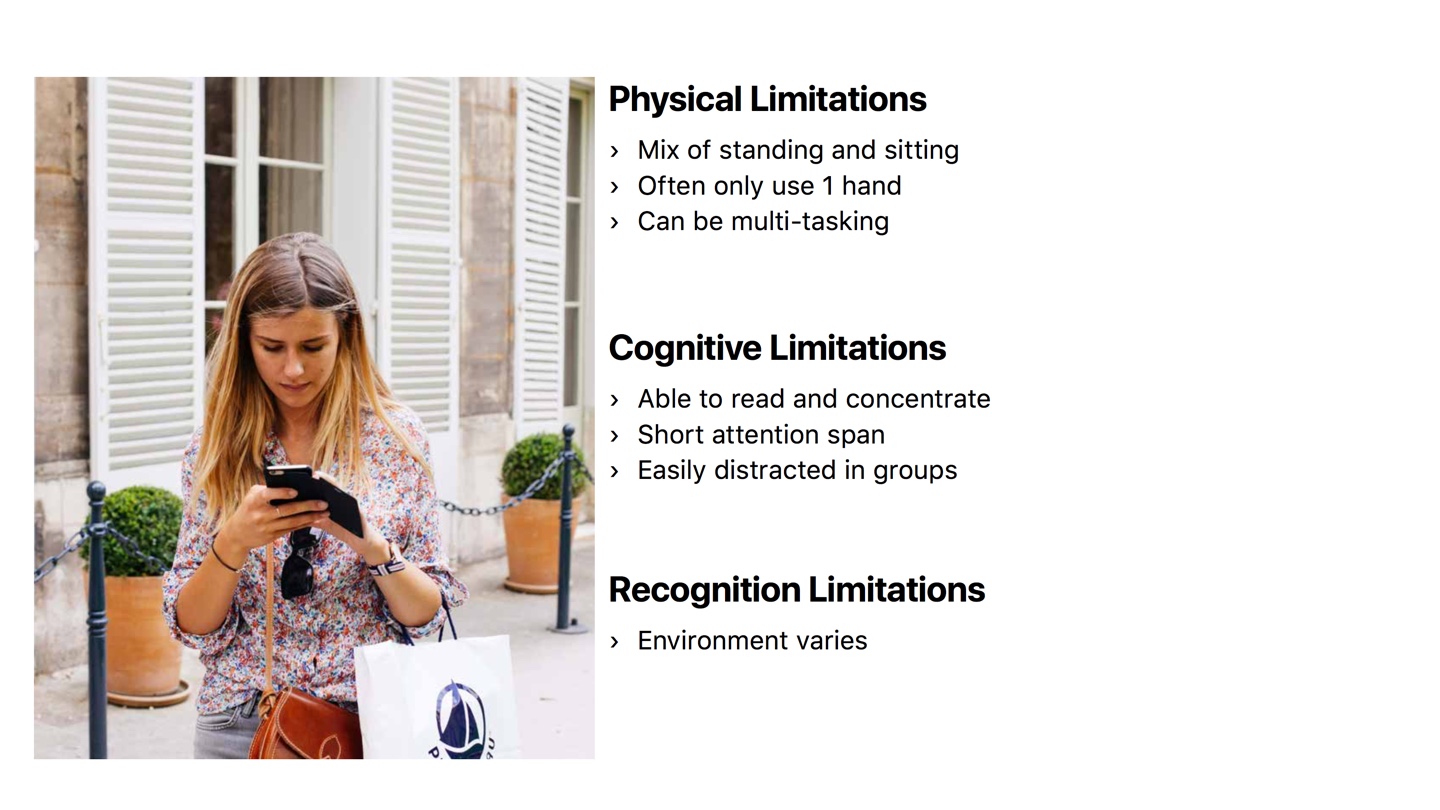 Physical Limitations
› Mix of standing and sitting
› Often only use 1 hand
› Can be multi-tasking
Cognitive Limitations
› Able to read and concentrate
› Short attention span
› Easily distracted in groups
Recognition Limitations
› Environment varies